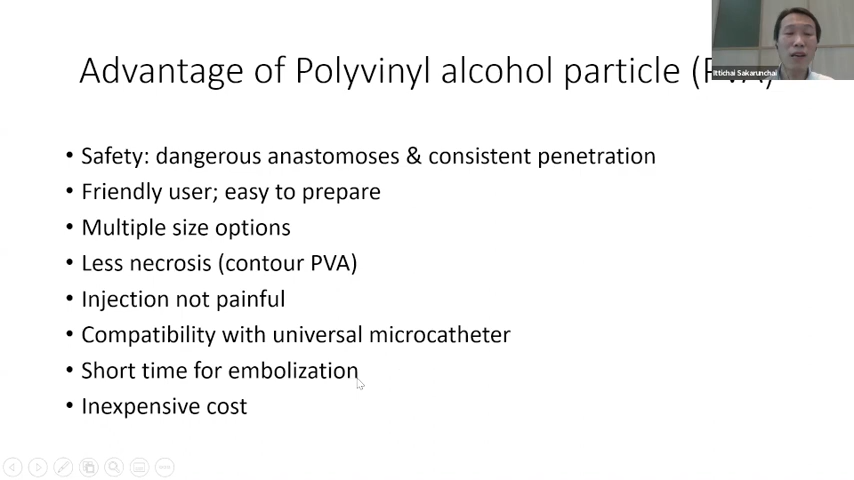 Advantage of Polyvinyl alcohol particle (PVA)
Ittichai Sakarunchai
• Safety: dangerous anastomoses & consistent penetration
• Friendly user; easy to prepare
• Multiple size options
• Less necrosis (contour PVA)
• Injection not painful
• Compatibility with universal microcatheter
• Short time for embolization
• Inexpensive cost